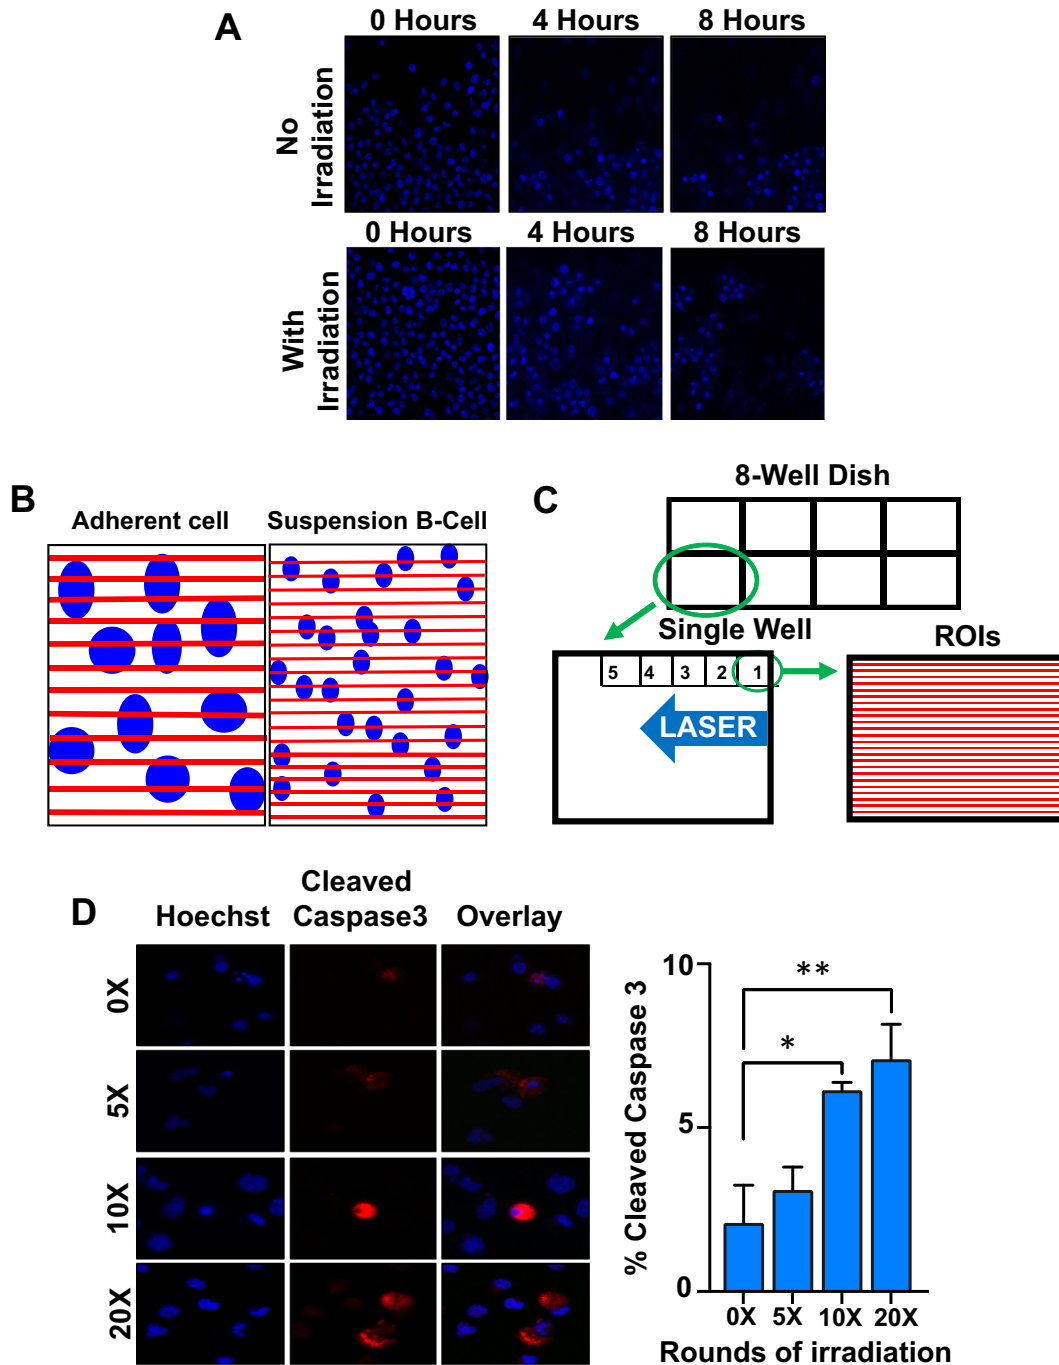 A
0 Hours 4 Hours 8 Hours
No
Irradiation
0 Hours 4 Hours 8 Hours
With
Irradiation
B
Adherent cell Suspension B-Cell
C
8-Well Dish
Single Well
ROIs
5 4 3 2 1
LASER
D
Hoechst
Cleaved
Caspase3
Overlay
0X
5X
10X
20X
% Cleaved Caspase 3
10
5
0
**
*
0X 5X 10X 20X
Rounds of irradiation